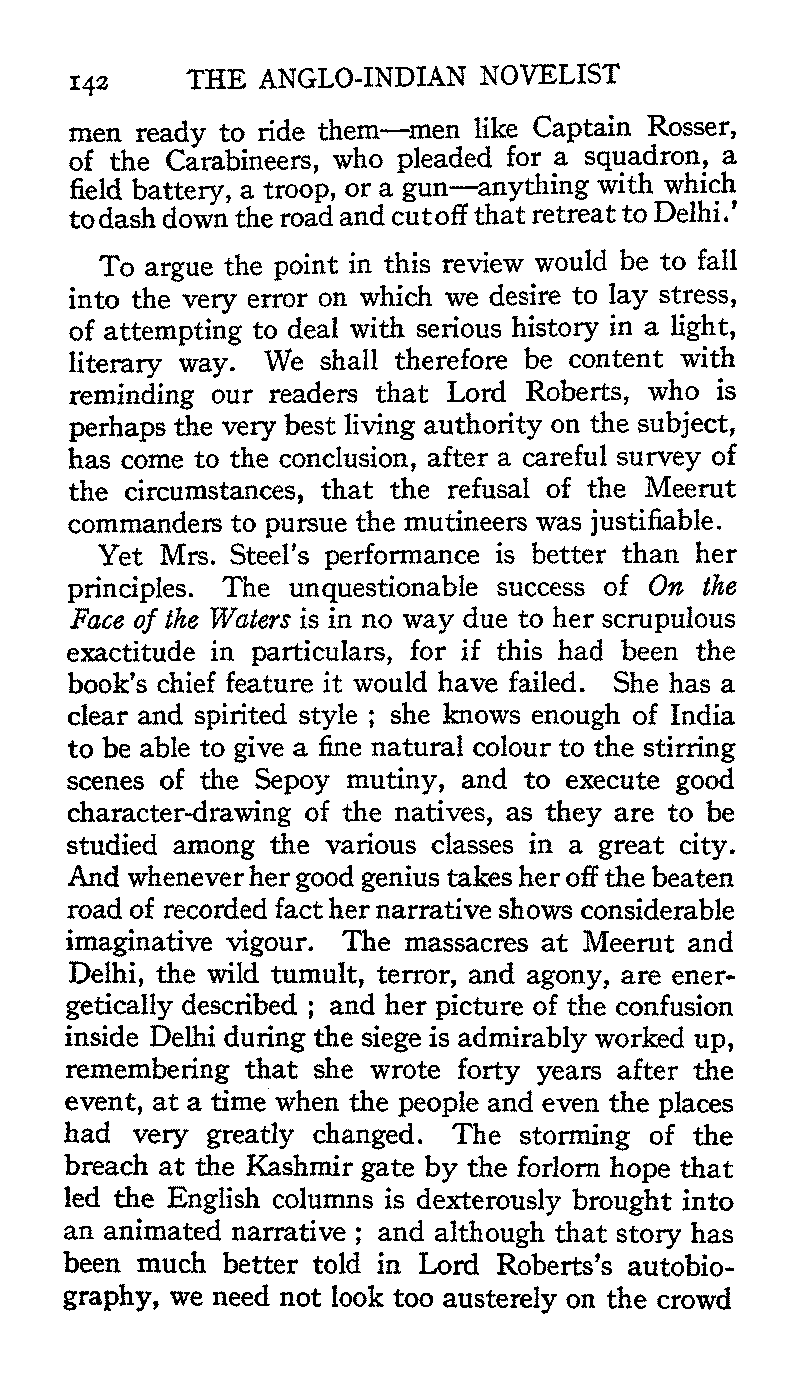 142 THE ANGLO-INDIAN NOVELIST
men ready to ride them—men like Captain Rosser,
of the Carabineers, who pleaded for a squadron, a
field battery, a troop, or a gun—anything with which
to dash down the road and cut off that retreat to Delhi.’
To argue the point in this review would be to fall
into the very error on which we desire to lay stress,
of attempting to deal with serious history in a light,
literary way. We shall therefore be content with
reminding our readers that Lord Roberts, who is
perhaps the very best living authority on the subject,
has come to the conclusion, after a careful survey of
the circumstances, that the refusal of the Meerut
commanders to pursue the mutineers was justifiable.
Yet Mrs. Steel’s performance is better than her
principles. The unquestionable success of On the
Face of the Waters is in no way due to her scrupulous
exactitude in particulars, for if this had been the
book’s chief feature it would have failed. She has a
clear and spirited style ; she knows enough of India
to be able to give a fine natural colour to the stirring
scenes of the Sepoy mutiny, and to execute good
character-drawing of the natives, as they are to be
studied among the various classes in a great city.
And whenever her good genius takes her off the beaten
road of recorded fact her narrative shows considerable
imaginative vigour. The massacres at Meerut and
Delhi, the wild tumult, terror, and agony, are ener-
getically described ; and her picture of the confusion
inside Delhi during the siege is admirably worked up,
remembering that she wrote forty years after the
event, at a time when the people and even the places
had very greatly changed. The storming of the
breach at the Kashmir gate by the forlorn hope that
led the English columns is dexterously brought into
an animated narrative ; and although that story has
been much better told in Lord Roberts’s autobio-
graphy, we need not look too austerely on the crowd